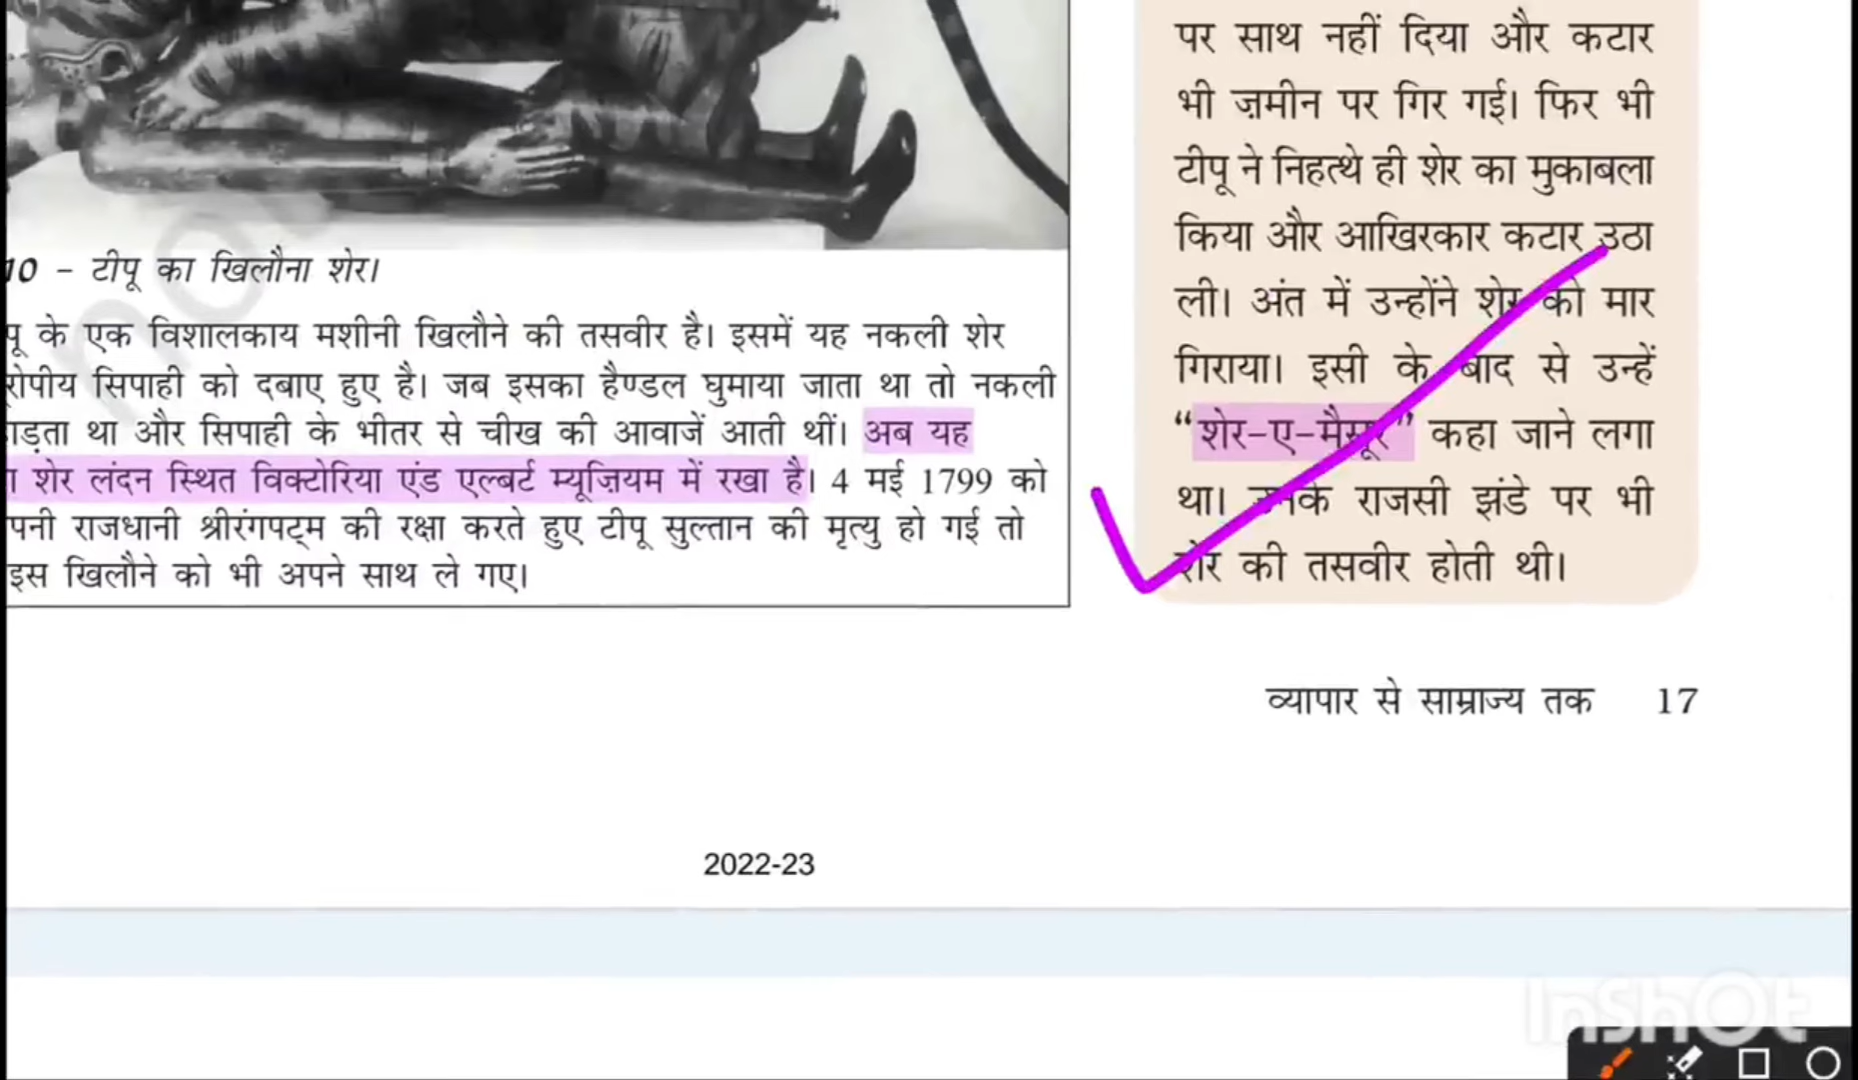 10 – टीपू का खिलौना शेर।
के एक विशालकाय मशीनी खिलौने की तसवीर है। इसमें यह नकली शेर
सिपाही को दबाए हुए है। जब इसका हैण्डल घुमाया जाता था तो नकली
था और सिपाही के भीतर से चीख की आवाजें आती थीं। अब यह
शेर लंदन स्थित विक्टोरिया एंड एल्बर्ट म्यूज़ियम में रखा है। 4 मई 1799 को
राजधानी श्रीरंगपट्म की रक्षा करते हुए टीपू सुल्तान की मृत्यु हो गई तो
इस खिलौने को भी अपने साथ ले गए।
पर साथ नहीं दिया और कटार
भी ज़मीन पर गिर गई। फिर भी
टीपू ने निहत्थे ही शेर का मुकाबला
किया और आखिरकार कटार उठा
ली। अंत में उन्होंने शेर को मार
गिराया। इसी के बाद से उन्हें
“शेर-ए-मैसूर” कहा जाने लगा
था। उनके राजसी झंडे पर भी
शेर की तसवीर होती थी।
व्यापार से साम्राज्य तक 17
2022-23
InShOt